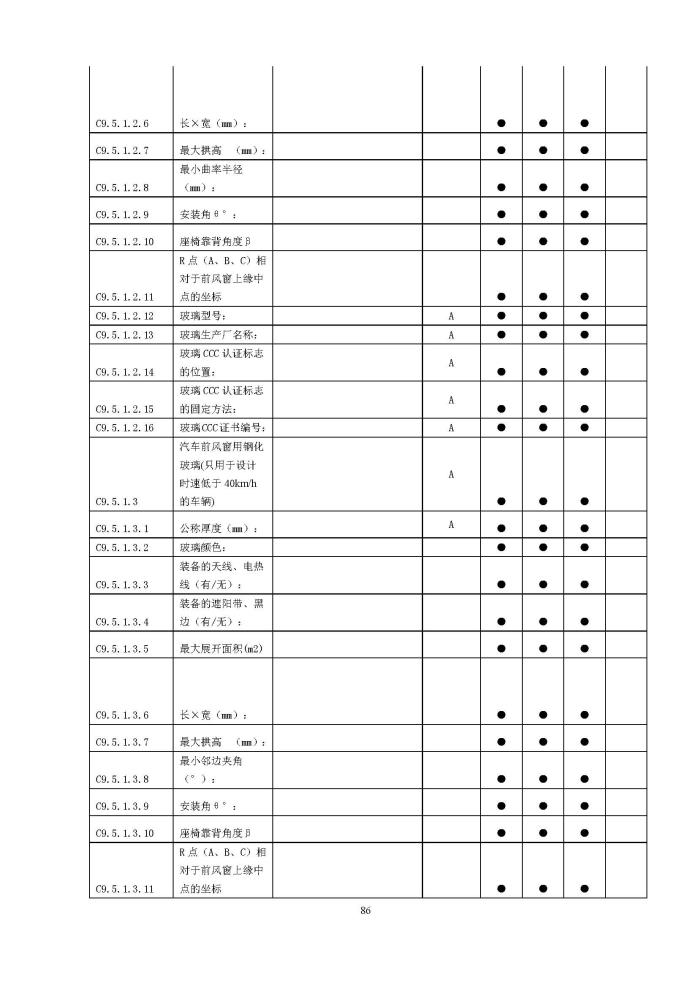 C9.5.1.2.6 长×宽（mm）: ● ● ●
C9.5.1.2.7 最大拱高 （mm）: ● ● ●
最小曲率半径
C9.5.1.2.8 （mm）: ● ● ●
C9.5.1.2.9 安装角θ°: ● ● ●
C9.5.1.2.10 座椅靠背角度β ● ● ●
R点（A、B、C）相
对于前风窗上缘中
C9.5.1.2.11 点的坐标 ● ● ●
C9.5.1.2.12 玻璃型号: A ● ● ●
C9.5.1.2.13 玻璃生产厂名称: A ● ● ●
玻璃CCC认证标志
C9.5.1.2.14 的位置: A ● ● ●
玻璃CCC认证标志
C9.5.1.2.15 的固定方法: A ● ● ●
C9.5.1.2.16 玻璃CCC证书编号: A ● ● ●
汽车前风窗用钢化
玻璃(只用于设计
时速低于 40km/h
C9.5.1.3 的车辆) A ● ● ●
C9.5.1.3.1 公称厚度（mm）: A ● ● ●
C9.5.1.3.2 玻璃颜色: ● ● ●
装备的天线、电热
C9.5.1.3.3 线（有/无）: ● ● ●
装备的遮阳带、黑
C9.5.1.3.4 边（有/无）: ● ● ●
C9.5.1.3.5 最大展开面积(m2) ● ● ●
C9.5.1.3.6 长×宽（mm）: ● ● ●
C9.5.1.3.7 最大拱高 （mm）: ● ● ●
最小邻边夹角
C9.5.1.3.8 （°）: ● ● ●
C9.5.1.3.9 安装角θ°: ● ● ●
C9.5.1.3.10 座椅靠背角度β ● ● ●
R点（A、B、C）相
对于前风窗上缘中
C9.5.1.3.11 点的坐标 ● ● ●
86